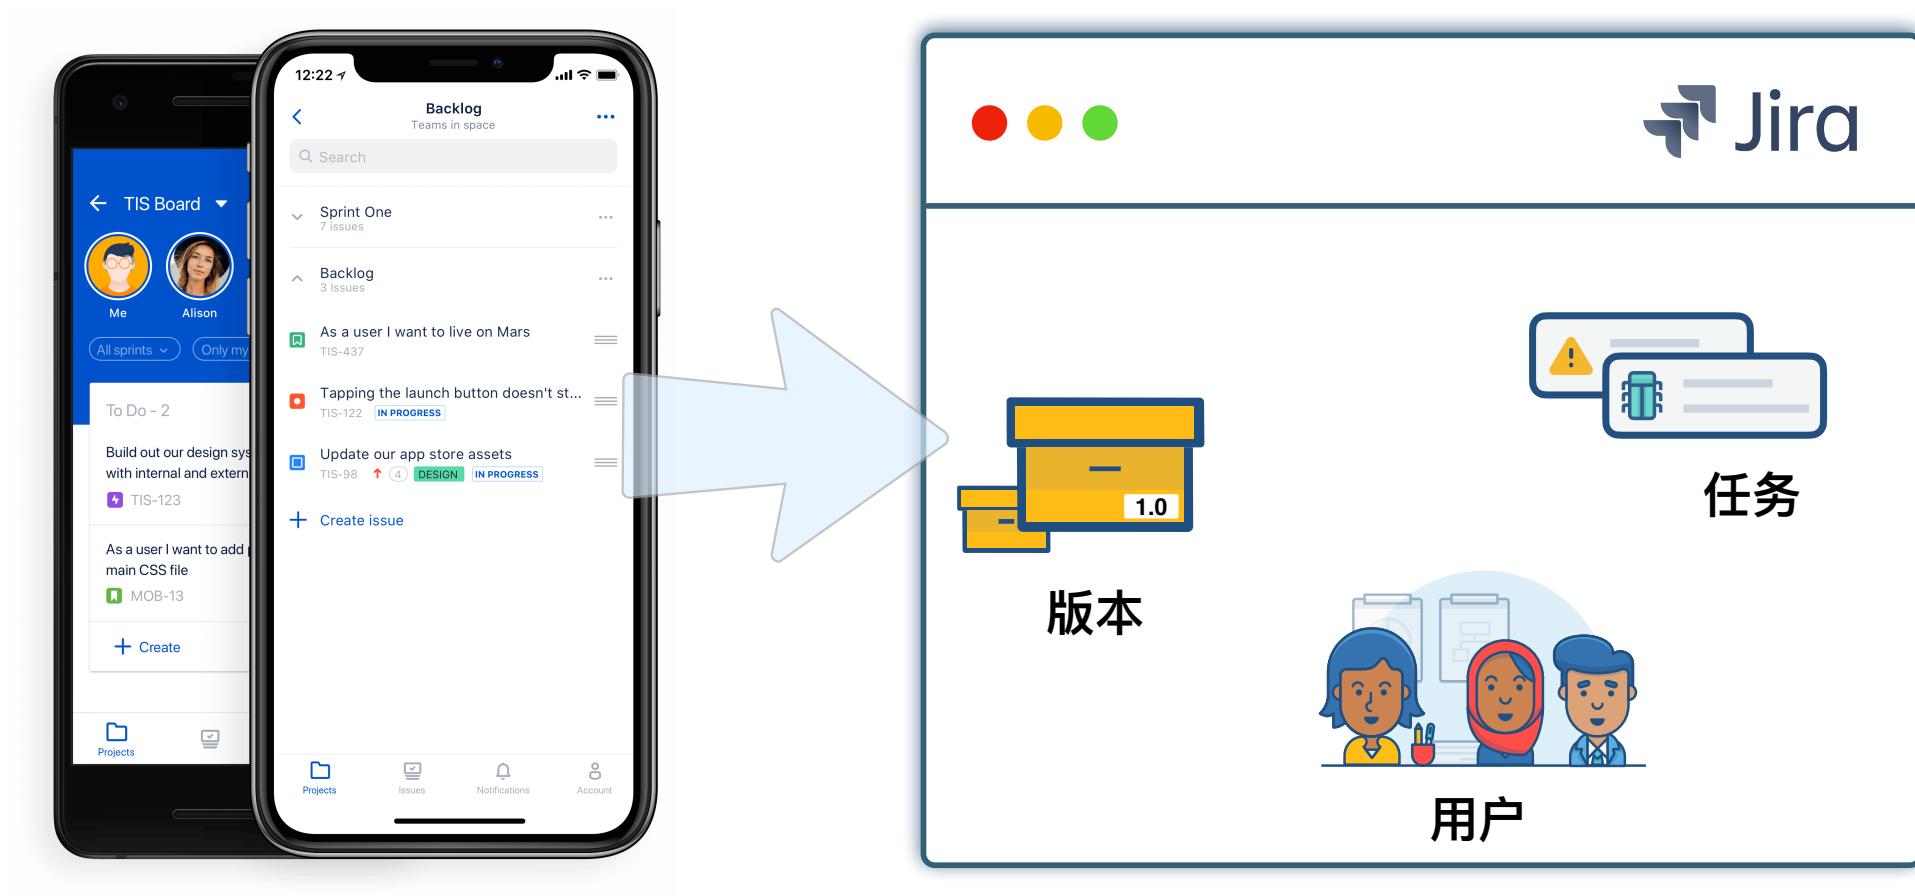 TIS Board
Me
Alison
All sprints
Only my
To Do - 2
Build out our design sys
with internal and extern
TIS-123
As a user I want to add
main CSS file
MOB-13
Create
Projects
12:22
Backlog
Teams in space
Search
Sprint One
7 issues
Backlog
3 Issues
As a user I want to live on Mars
TIS-437
Tapping the launch button doesn't st...
TIS-122 IN PROGRESS
Update our app store assets
TIS-98 4 DESIGN IN PROGRESS
Create issue
Projects
Issues
Notifications
Account
Jira
1.0
版本
任务
用户